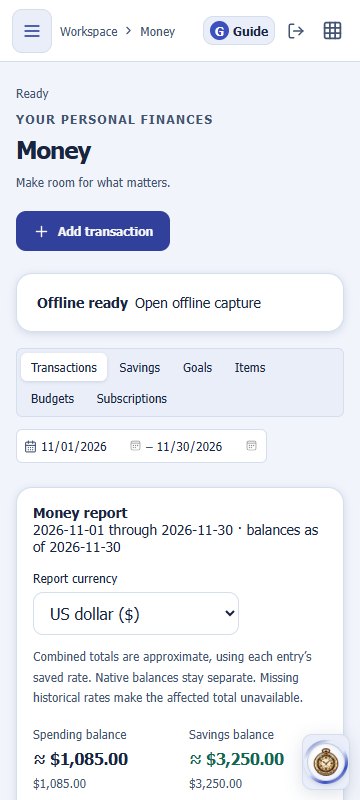 Workspace > Money
G Guide
Ready
YOUR PERSONAL FINANCES
Money
Make room for what matters.
+ Add transaction
Offline ready Open offline capture
Transactions Savings Goals Items
Budgets Subscriptions
11/01/2026 – 11/30/2026
Money report
2026-11-01 through 2026-11-30 · balances as
of 2026-11-30
Report currency
US dollar ($)
Combined totals are approximate, using each entry’s
saved rate. Native balances stay separate. Missing
historical rates make the affected total unavailable.
Spending balance Savings balance
≈ $1,085.00 ≈ $3,250.00
$1,085.00 $3,250.00